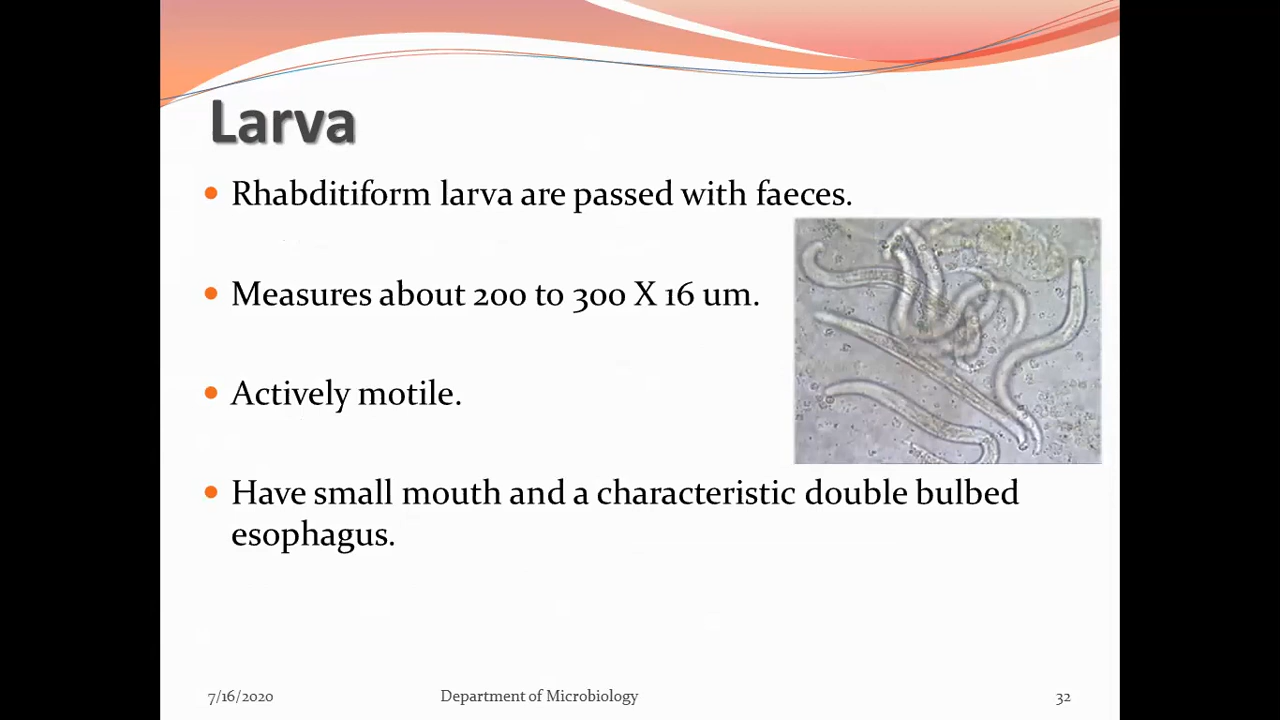 Larva
Rhabditiform larva are passed with faeces.
Measures about 200 to 300 X 16 um.
Actively motile.
Have small mouth and a characteristic double bulbed
esophagus.
7/16/2020
Department of Microbiology
32